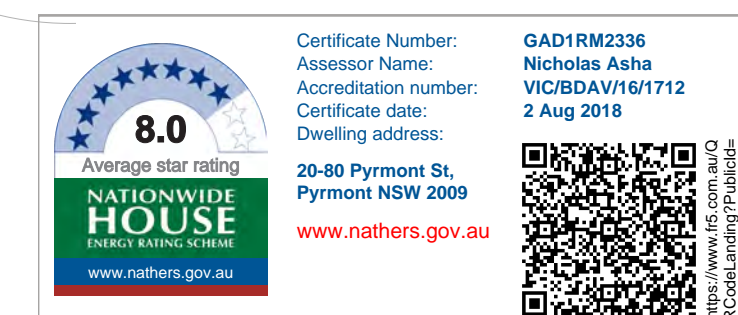 8.0
Average star rating
NATIONWIDE
HOUSE
ENERGY RATING SCHEME
www.nathers.gov.au
Certificate Number: GAD1RM2336
Assessor Name: Nicholas Asha
Accreditation number: VIC/BDAV/16/1712
Certificate date: 2 Aug 2018
Dwelling address:
20-80 Pyrmont St,
Pyrmont NSW 2009
www.nathers.gov.au
https://www.fr5.com.au/Q
RCodeLanding?PublicId=